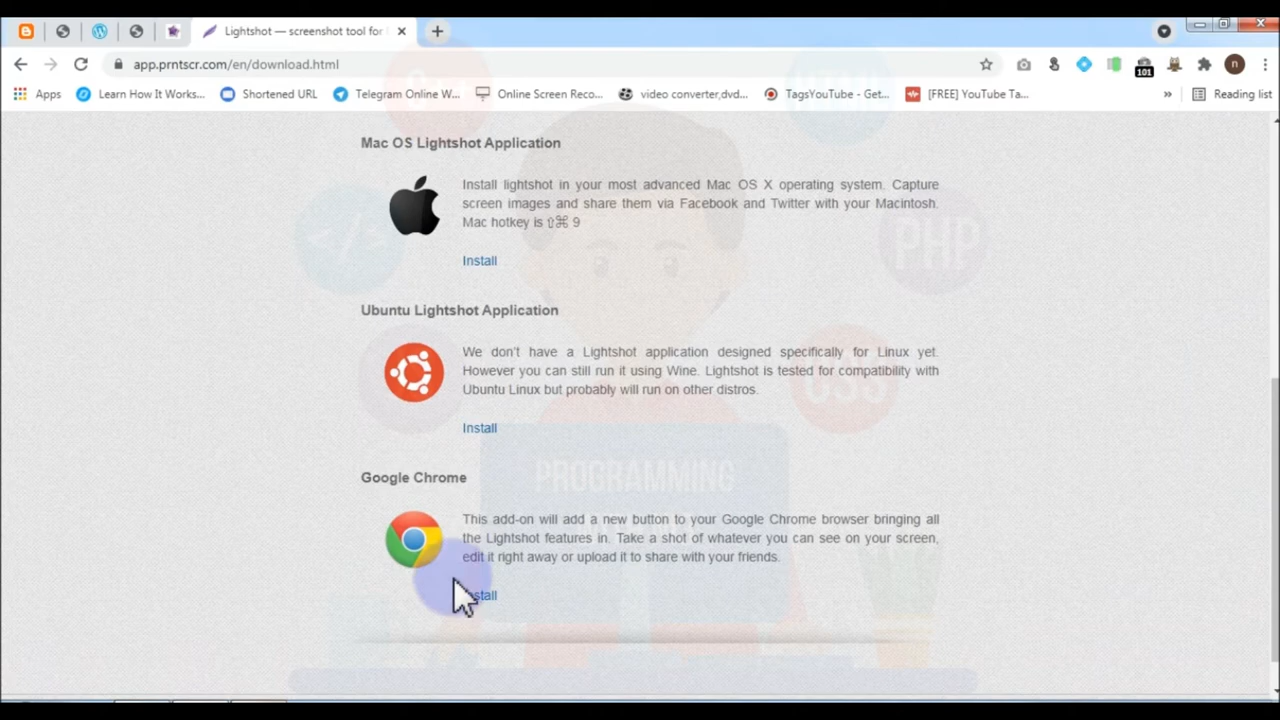 Lightshot — screenshot tool for
app.prntscr.com/en/download.html
101
n
Apps
Learn How It Works...
Shortened URL
Telegram Online W...
Online Screen Reco...
video converter,dvd...
TagsYouTube - Get...
[FREE] YouTube Ta...
»
Reading list
Mac OS Lightshot Application
Install lightshot in your most advanced Mac OS X operating system. Capture
screen images and share them via Facebook and Twitter with your Macintosh.
Mac hotkey is ⇧⌘ 9
Install
Ubuntu Lightshot Application
We don't have a Lightshot application designed specifically for Linux yet.
However you can still run it using Wine. Lightshot is tested for compatibility with
Ubuntu Linux but probably will run on other distros.
Install
Google Chrome
This add-on will add a new button to your Google Chrome browser bringing all
the Lightshot features in. Take a shot of whatever you can see on your screen,
edit it right away or upload it to share with your friends.
Install
</>
PHP
CSS
PROGRAMMING